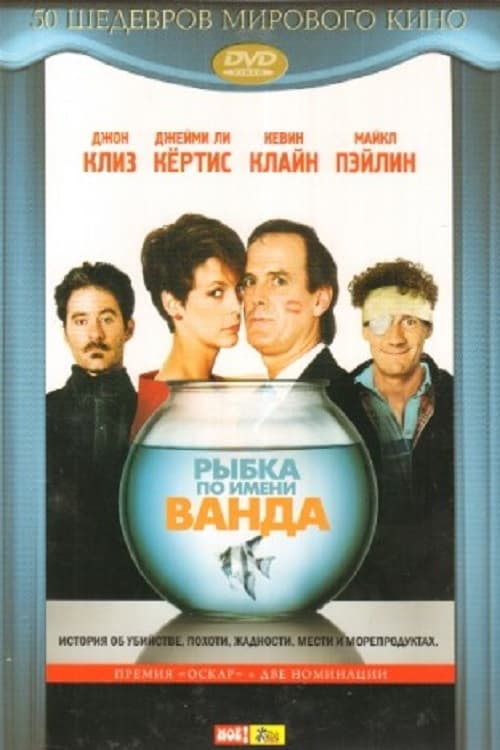 50 ШЕДЕВРОВ МИРОВОГО КИНО
DVD
VIDEO
ДЖОН КЛИЗ
ДЖЕЙМИ ЛИ КЁРТИС
КЕВИН КЛАЙН
МАЙКЛ ПЭЙЛИН
РЫБКА
ПО ИМЕНИ
ВАНДА
ИСТОРИЯ ОБ УБИЙСТВЕ, ПОХОТИ, ЖАДНОСТИ, МЕСТИ И МОРЕПРОДУКТАХ.
ПРЕМИЯ «ОСКАР» + ДВЕ НОМИНАЦИИ